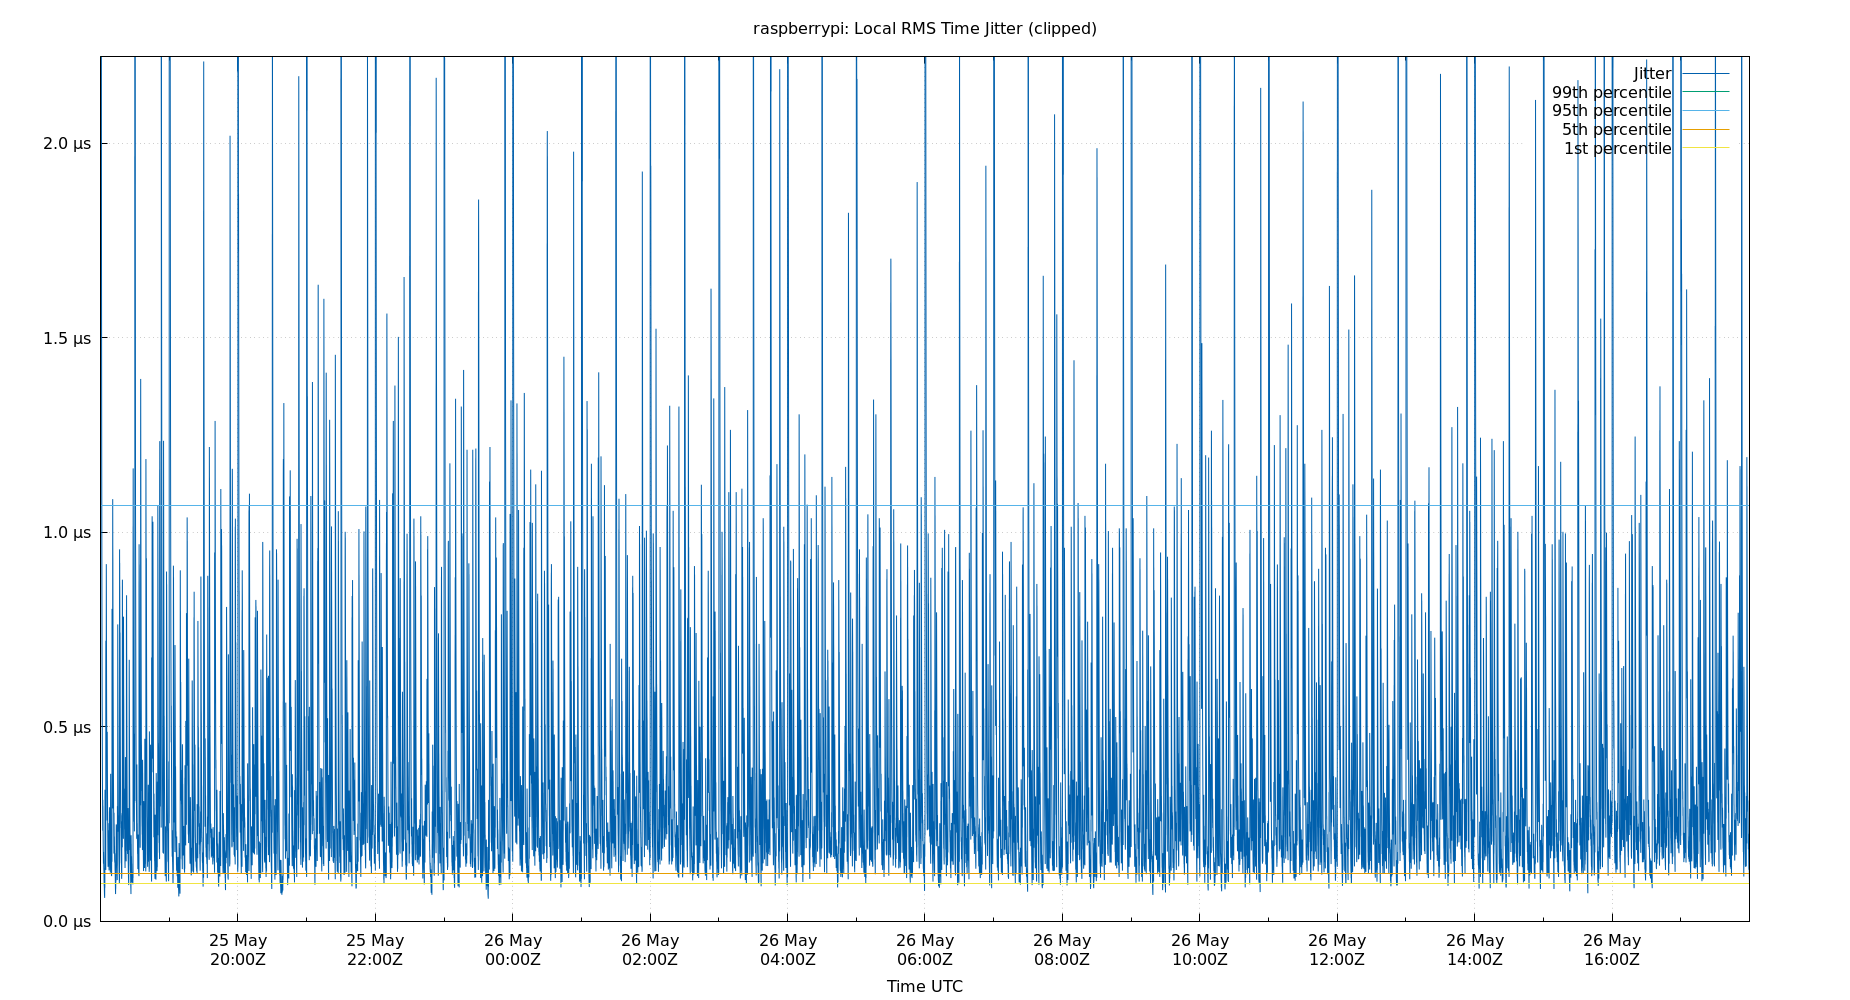 raspberrypi: Local RMS Time Jitter (clipped)
Jitter
99th percentile
95th percentile
5th percentile
1st percentile
2.0 µs
1.5 µs
1.0 µs
0.5 µs
0.0 µs
25 May 25 May 26 May 26 May 26 May 26 May 26 May 26 May 26 May 26 May 26 May
20:00Z 22:00Z 00:00Z 02:00Z 04:00Z 06:00Z 08:00Z 10:00Z 12:00Z 14:00Z 16:00Z
Time UTC